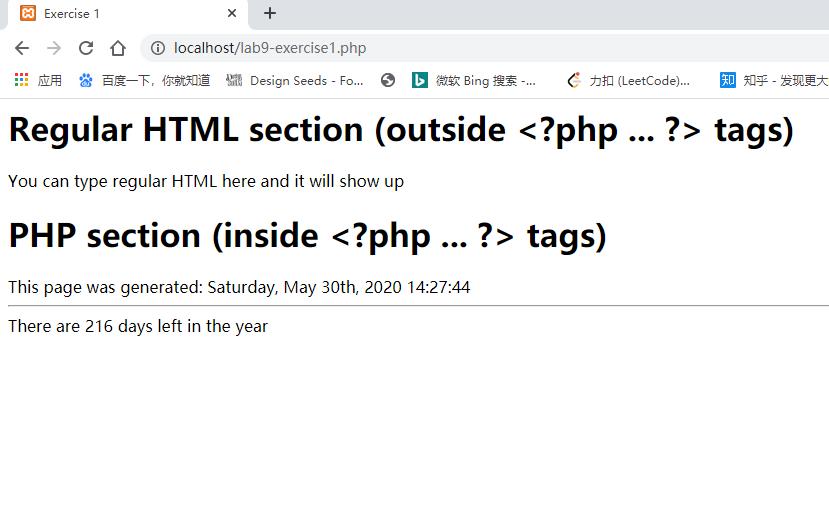 Exercise 1
localhost/lab9-exercise1.php
应用 百度一下，你就知道 Design Seeds - Fo... 微软 Bing 搜索 -... 力扣 (LeetCode)... 知乎 - 发现更大
Regular HTML section (outside <?php ... ?> tags)
You can type regular HTML here and it will show up
PHP section (inside <?php ... ?> tags)
This page was generated: Saturday, May 30th, 2020 14:27:44
There are 216 days left in the year